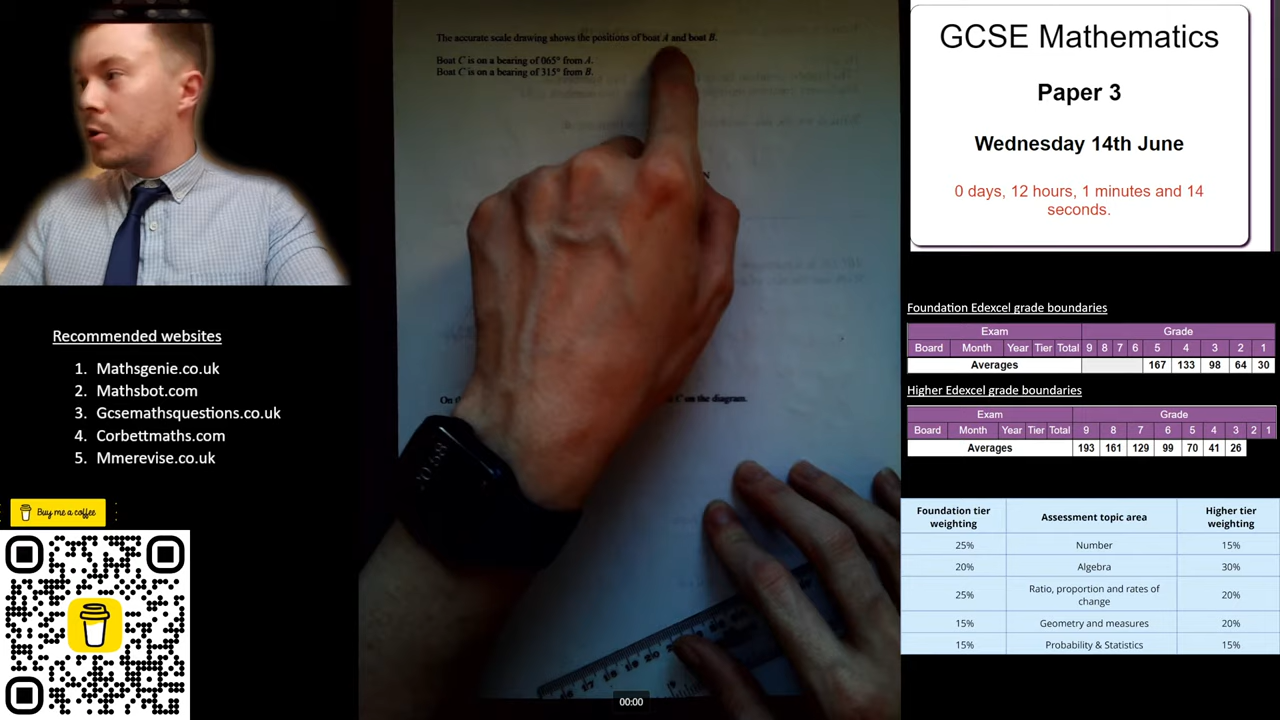 The accurate scale drawing shows the positions of boat A and boat B.
Boat C is on a bearing of 065° from A.
Boat C is on a bearing of 315° from B.
N
On
C on the diagram.
Recommended websites
1. Mathsgenie.co.uk
2. Mathsbot.com
3. Gcsemathsquestions.co.uk
4. Corbettmaths.com
5. Mmerevise.co.uk
Buy me a coffee
00:00
GCSE Mathematics
Paper 3
Wednesday 14th June
0 days, 12 hours, 1 minutes and 14
seconds.
Foundation Edexcel grade boundaries
Exam Grade
Board Month Year Tier Total 9 8 7 6 5 4 3 2 1
Averages 167 133 98 64 30
Higher Edexcel grade boundaries
Exam Grade
Board Month Year Tier Total 9 8 7 6 5 4 3 2 1
Averages 193 161 129 99 70 41 26
Foundation tier weighting Assessment topic area Higher tier weighting
25% Number 15%
20% Algebra 30%
25% Ratio, proportion and rates of change 20%
15% Geometry and measures 20%
15% Probability & Statistics 15%